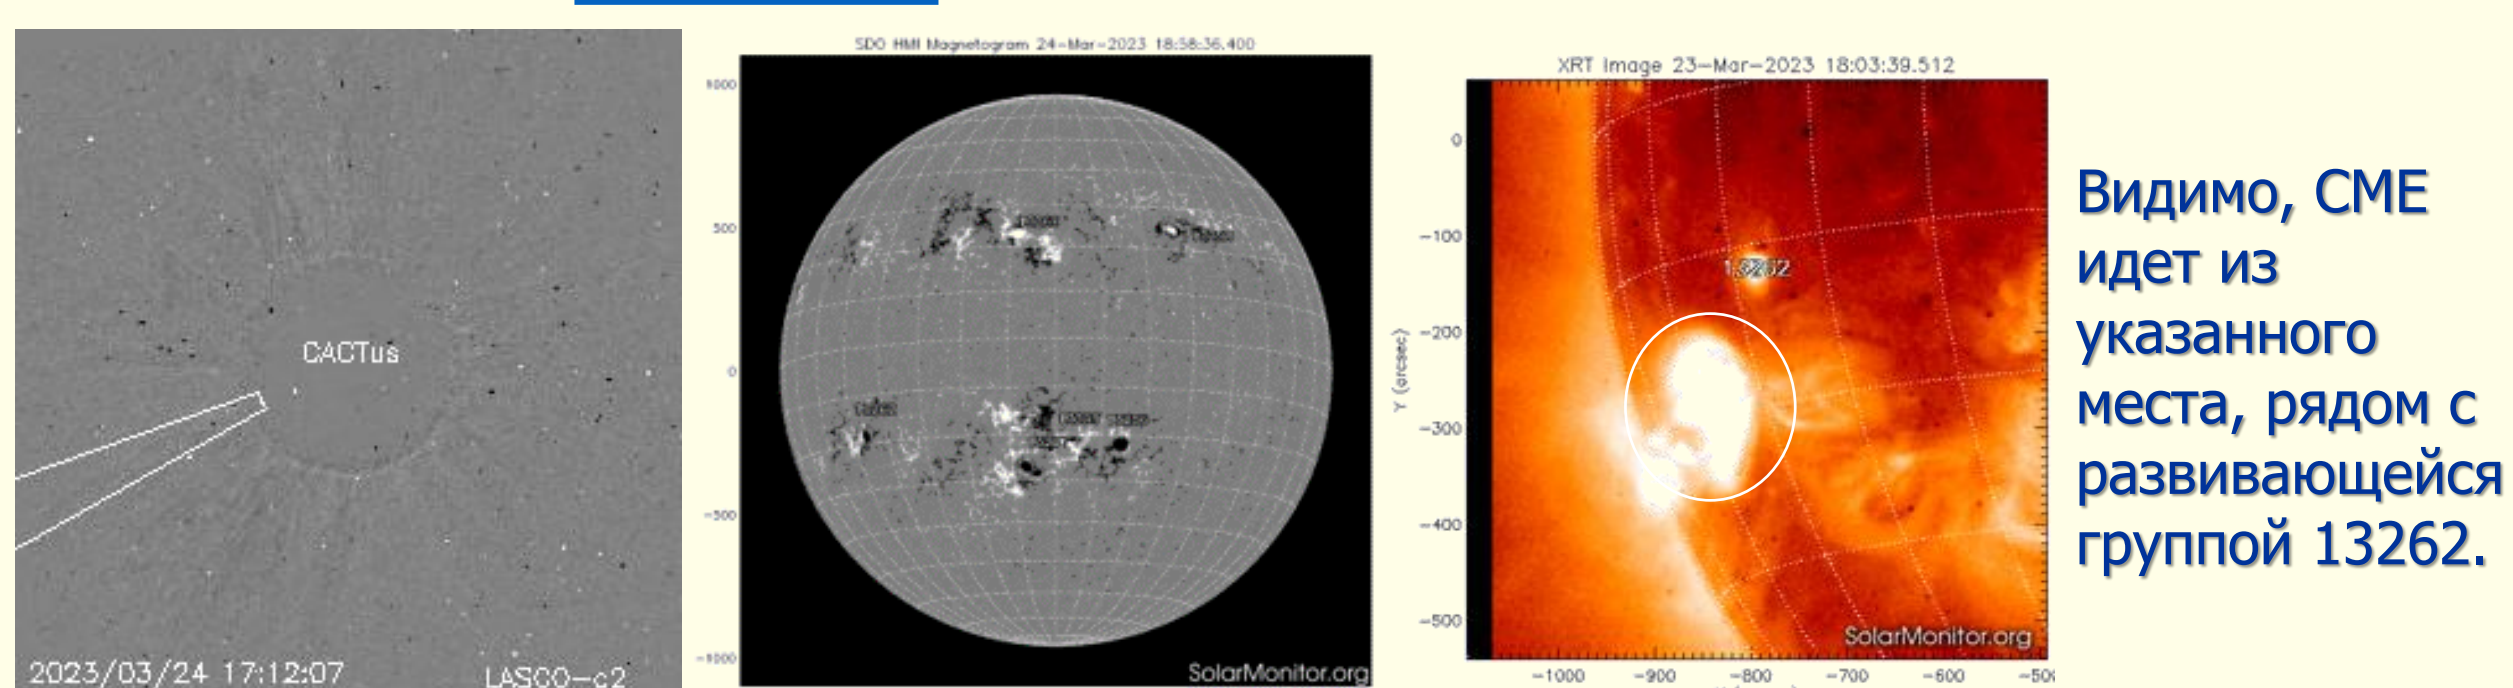 CACTus
2023/03/24 17:12:07
LASCO-c2
SDO HMI Magnetogram 24-Mar-2023 18:58:36.400
500
0
-500
-1000
SolarMonitor.org
XRT Image 23-Mar-2023 18:03:39.512
Y (arcsec)
0
-100
-200
-300
-400
-500
13262
SolarMonitor.org
-1000 -900 -800 -700 -600
Видимо, СМЕ
идет из
указанного
места, рядом с
развивающейся
группой 13262.